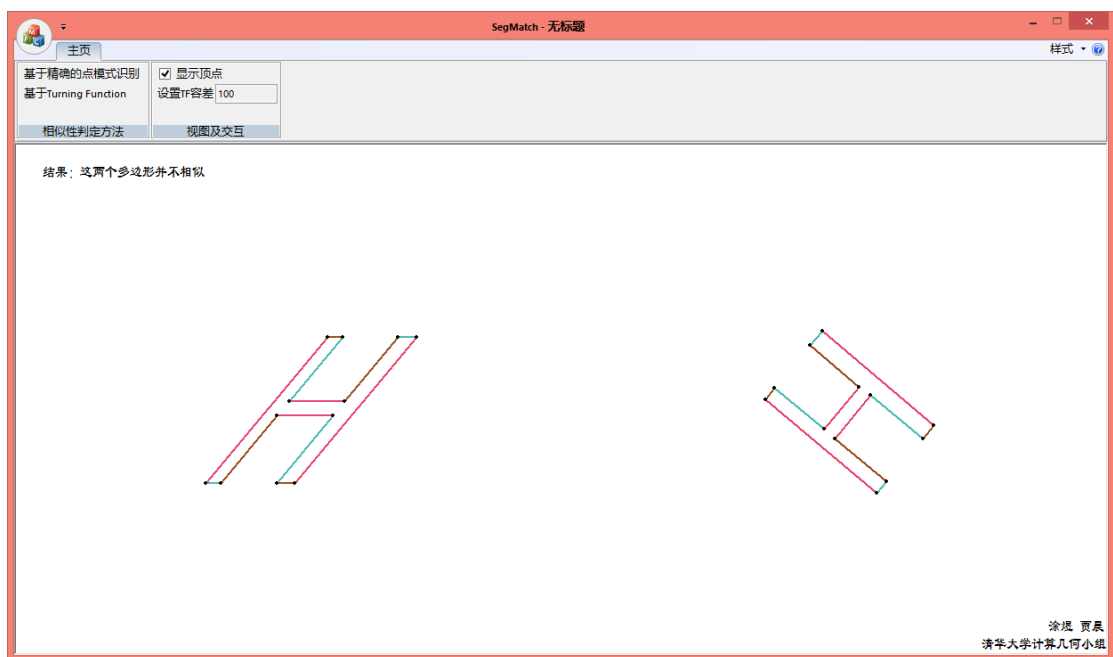 SegMatch - 无标题
主页
样式
基于精确的点模式识别
显示顶点
基于Turning Function
设置TF容差 100
相似性判定方法
视图及交互
结果：这两个多边形并不相似
涂煜 贾晨
清华大学计算几何小组